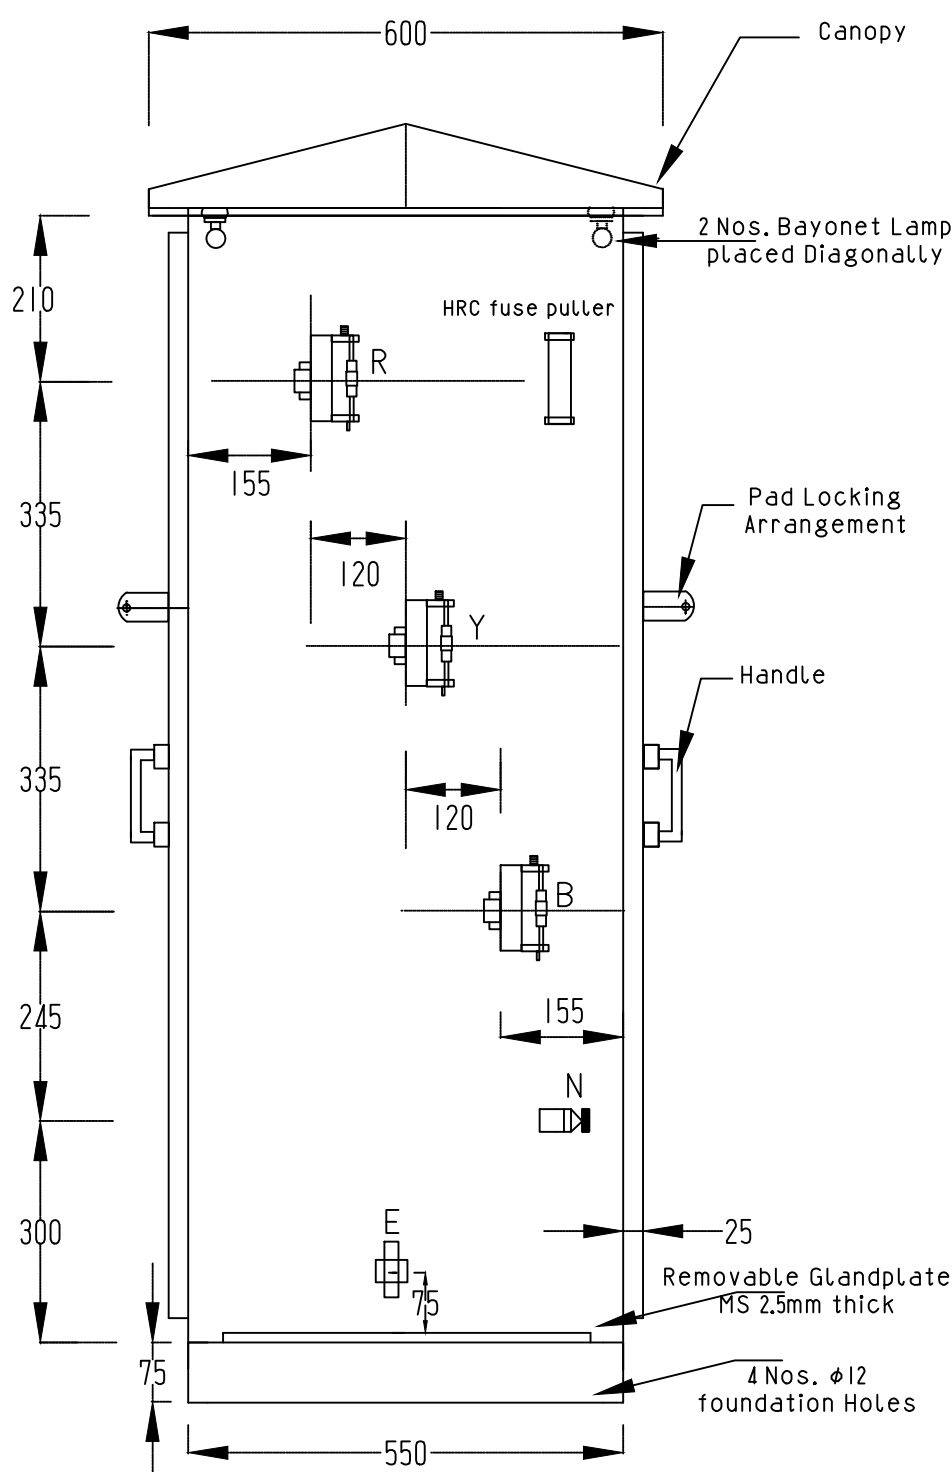 600
Canopy
2 Nos. Bayonet Lamp
placed Diagonally
210
HRC fuse puller
R
155
335
Pad Locking
Arrangement
120
Y
Handle
335
120
B
245
155
N
300
E
25
75
Removable Glandplate
MS 2.5mm thick
75
4 Nos. ϕ12
foundation Holes
550